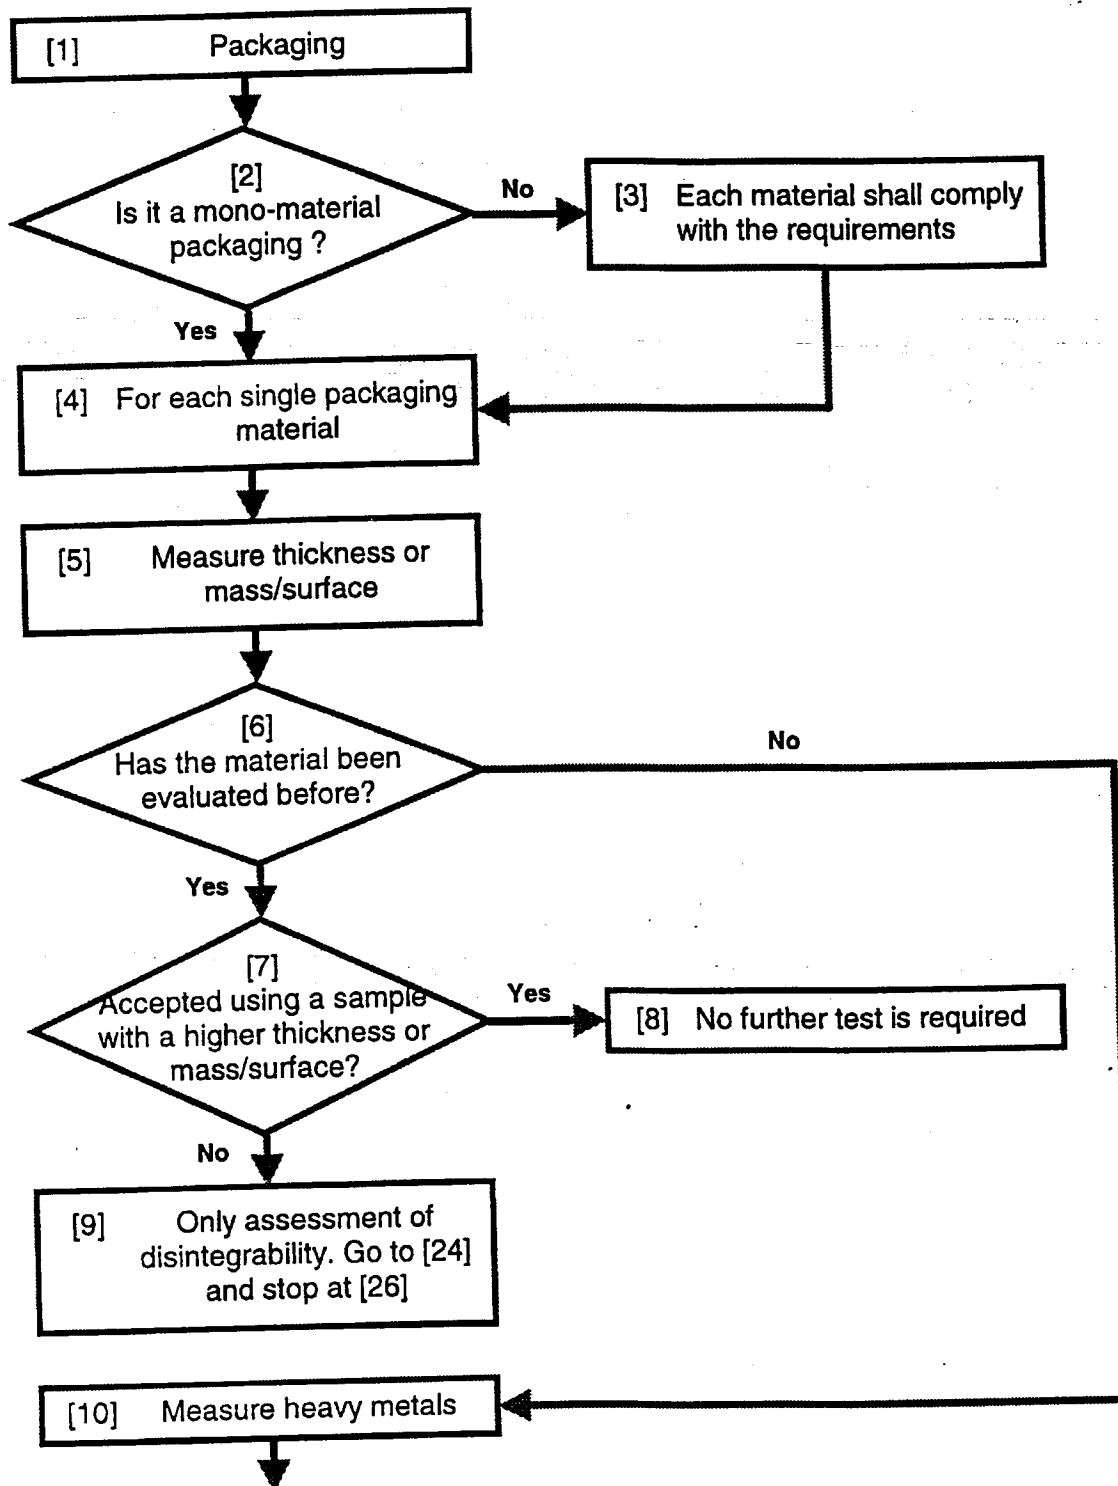 [1] Packaging
[2]
Is it a mono-material
packaging ?
No
[3] Each material shall comply
with the requirements
Yes
[4] For each single packaging
material
[5] Measure thickness or
mass/surface
[6]
Has the material been
evaluated before?
No
Yes
[7]
Accepted using a sample
with a higher thickness or
mass/surface?
Yes
[8] No further test is required
No
[9] Only assessment of
disintegrability. Go to [24]
and stop at [26]
[10] Measure heavy metals